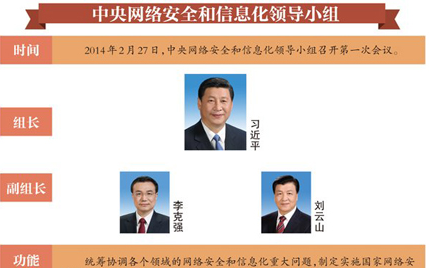 中央网络安全和信息化领导小组
时间
2014年2月27日，中央网络安全和信息化领导小组召开第一次会议。
组长
习近平
副组长
李克强
刘云山
功能
统筹协调各个领域的网络安全和信息化重大问题，制定实施国家网络安